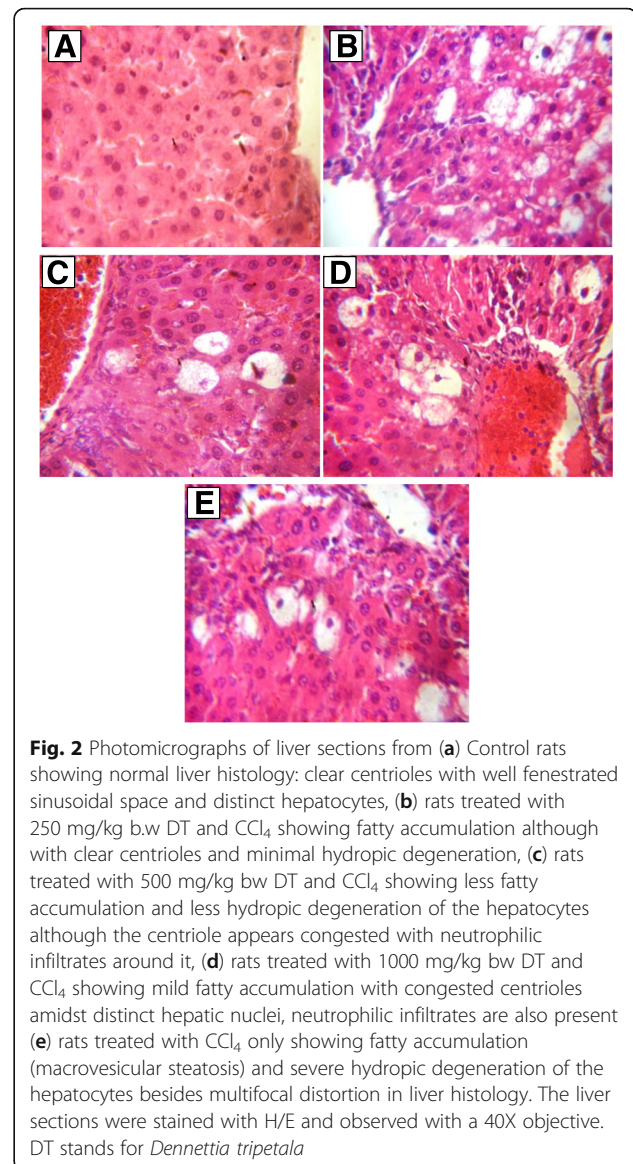 A
B
C
D
E
Fig. 2 Photomicrographs of liver sections from (a) Control rats
showing normal liver histology: clear centrioles with well fenestrated
sinusoidal space and distinct hepatocytes, (b) rats treated with
250 mg/kg b.w DT and CCl₄ showing fatty accumulation although
with clear centrioles and minimal hydropic degeneration, (c) rats
treated with 500 mg/kg bw DT and CCl₄ showing less fatty
accumulation and less hydropic degeneration of the hepatocytes
although the centriole appears congested with neutrophilic
infiltrates around it, (d) rats treated with 1000 mg/kg bw DT and
CCl₄ showing mild fatty accumulation with congested centrioles
amidst distinct hepatic nuclei, neutrophilic infiltrates are also present
(e) rats treated with CCl₄ only showing fatty accumulation
(macrovesicular steatosis) and severe hydropic degeneration of the
hepatocytes besides multifocal distortion in liver histology. The liver
sections were stained with H/E and observed with a 40X objective.
DT stands for Dennettia tripetala